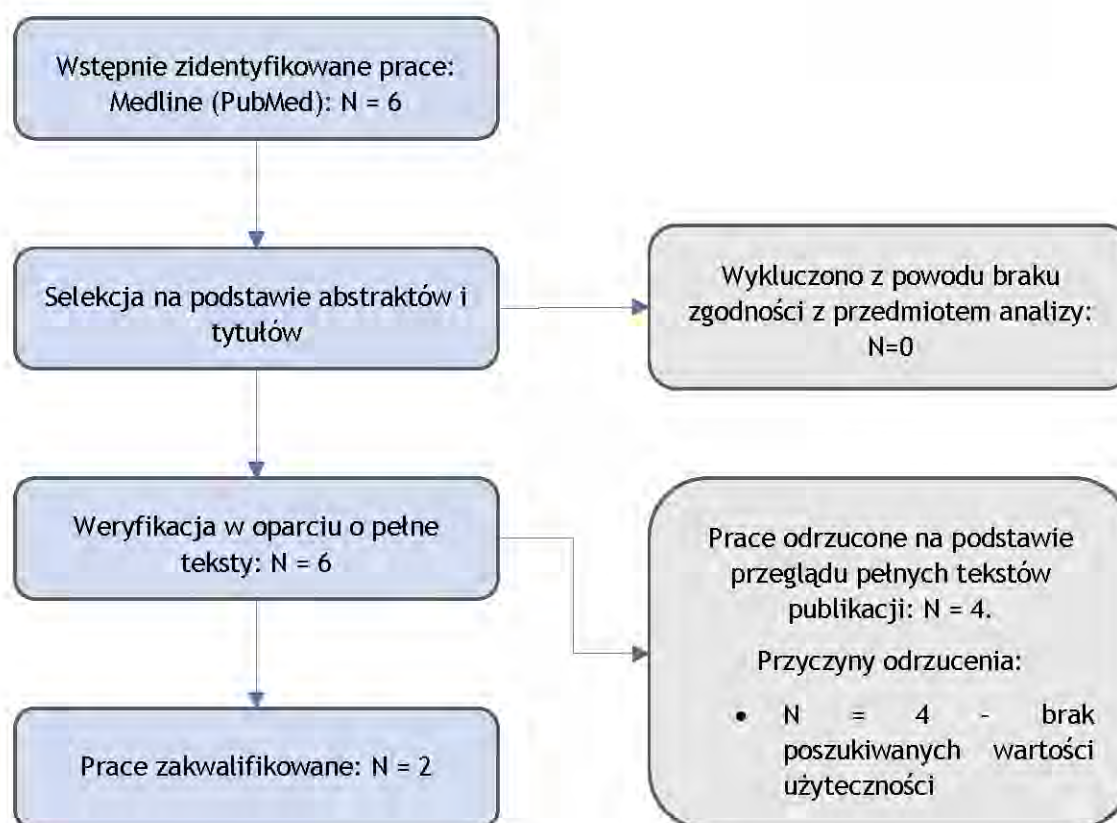 Wstępnie zidentyfikowane prace:
Medline (PubMed): N = 6
Selekcja na podstawie abstraktów i
tytułów
Wykluczono z powodu braku
zgodności z przedmiotem analizy:
N=0
Weryfikacja w oparciu o pełne
teksty: N = 6
Prace odrzucone na podstawie
przeglądu pełnych tekstów
publikacji: N = 4.
Przyczyny odrzucenia:
• N = 4 - brak
poszukiwanych wartości
użyteczności
Prace zakwalifikowane: N = 2